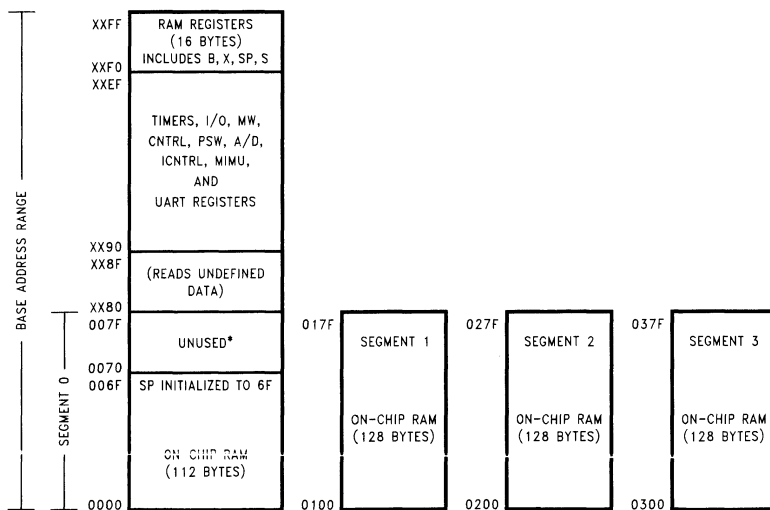 XXFF
RAM REGISTERS
(16 BYTES)
INCLUDES B, X, SP, S
XXF0
XXEF
TIMERS, I/O, MW,
CNTRL, PSW, A/D,
ICNTRL, MIMU,
AND
UART REGISTERS
XX90
XX8F
(READS UNDEFINED
DATA)
XX80
007F
UNUSED*
0070
006F
SP INITIALIZED TO 6F
ON-CHIP RAM
(112 BYTES)
0000
BASE ADDRESS RANGE
SEGMENT 0
017F
SEGMENT 1
ON-CHIP RAM
(128 BYTES)
0100
027F
SEGMENT 2
ON-CHIP RAM
(128 BYTES)
0200
037F
SEGMENT 3
ON-CHIP RAM
(128 BYTES)
0300